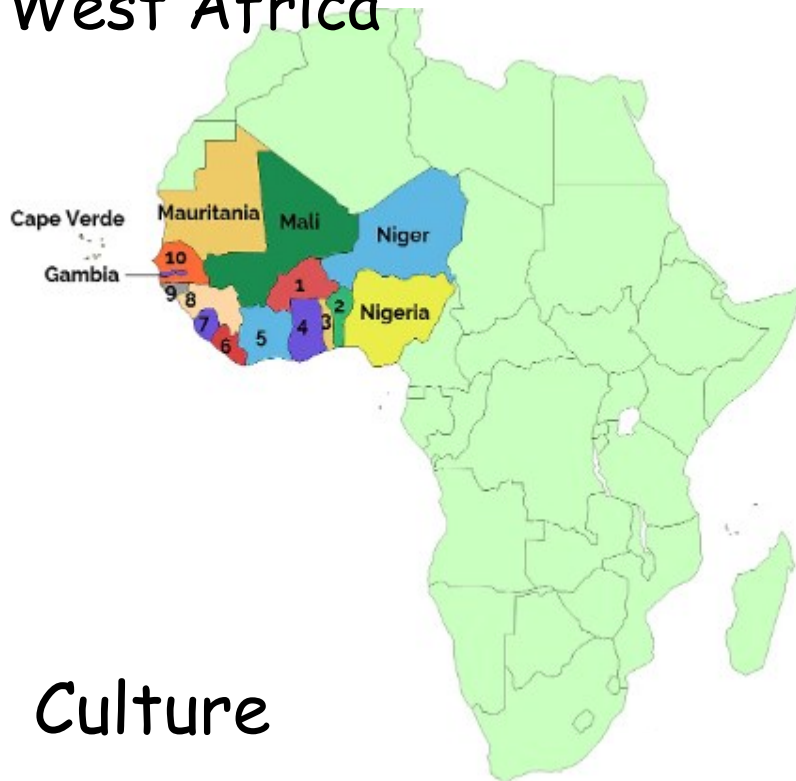 West Africa
Mauritania
Mali
Niger
Cape Verde
Gambia
10
9
8
7
6
5
4
3
2
1
Nigeria
Culture